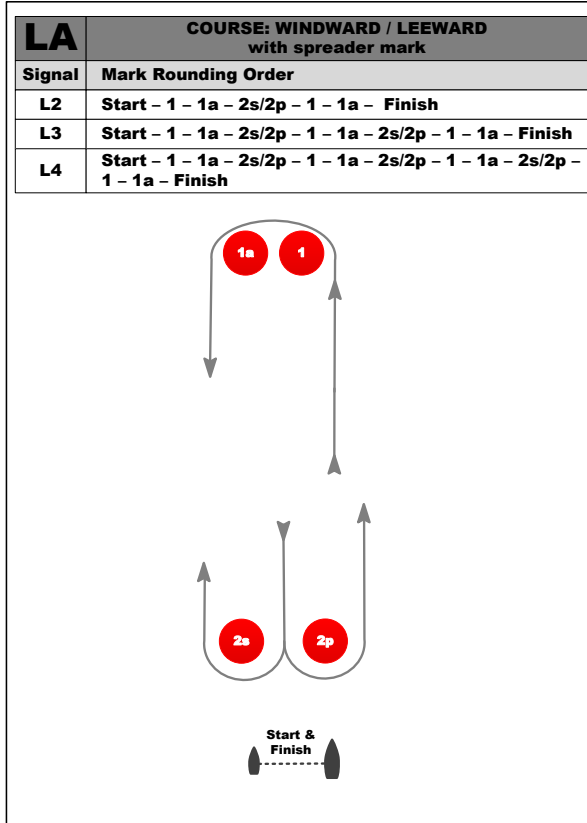 LA
COURSE: WINDWARD / LEEWARD
with spreader mark
Signal Mark Rounding Order
L2 Start – 1 – 1a – 2s/2p – 1 – 1a – Finish
L3 Start – 1 – 1a – 2s/2p – 1 – 1a – 2s/2p – 1 – 1a – Finish
L4 Start – 1 – 1a – 2s/2p – 1 – 1a – 2s/2p – 1 – 1a – 2s/2p –
1 – 1a – Finish
1a 1
2s 2p
Start &
Finish